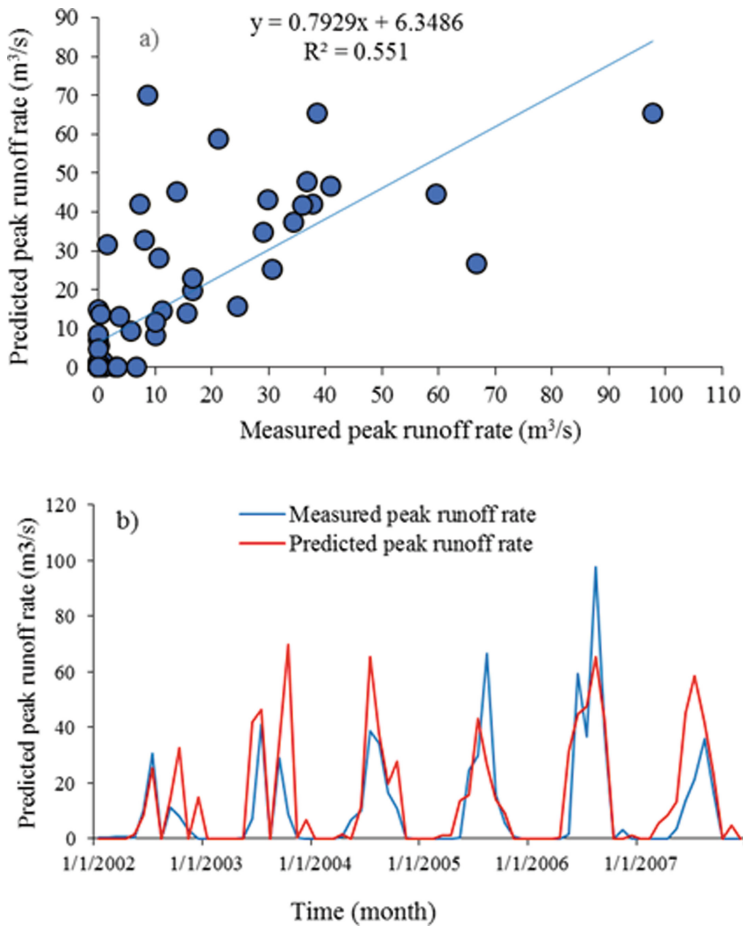 a)
y = 0.7929x + 6.3486
R² = 0.551
Predicted peak runoff rate (m³/s)
90
80
70
60
50
40
30
20
10
0
0 10 20 30 40 50 60 70 80 90 100 110
Measured peak runoff rate (m³/s)
b)
Measured peak runoff rate
Predicted peak runoff rate
Predicted peak runoff rate (m3/s)
120
100
80
60
40
20
0
1/1/2002 1/1/2003 1/1/2004 1/1/2005 1/1/2006 1/1/2007
Time (month)